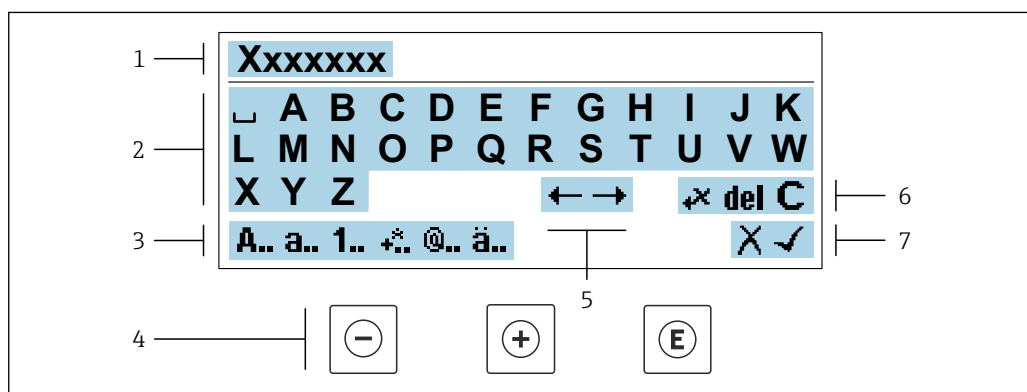 1 Xxxxxxx
2 ␣ A B C D E F G H I J K
L M N O P Q R S T U V W
X Y Z ← → ₊× del C 6
3 A.. a.. 1.. +*.. @.. ä.. X ✓ 7
5
4 − + E